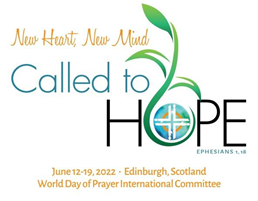 New Heart, New Mind
Called to
HOPE
EPHESIANS 1, 18
June 12-19, 2022 · Edinburgh, Scotland
World Day of Prayer International Committee